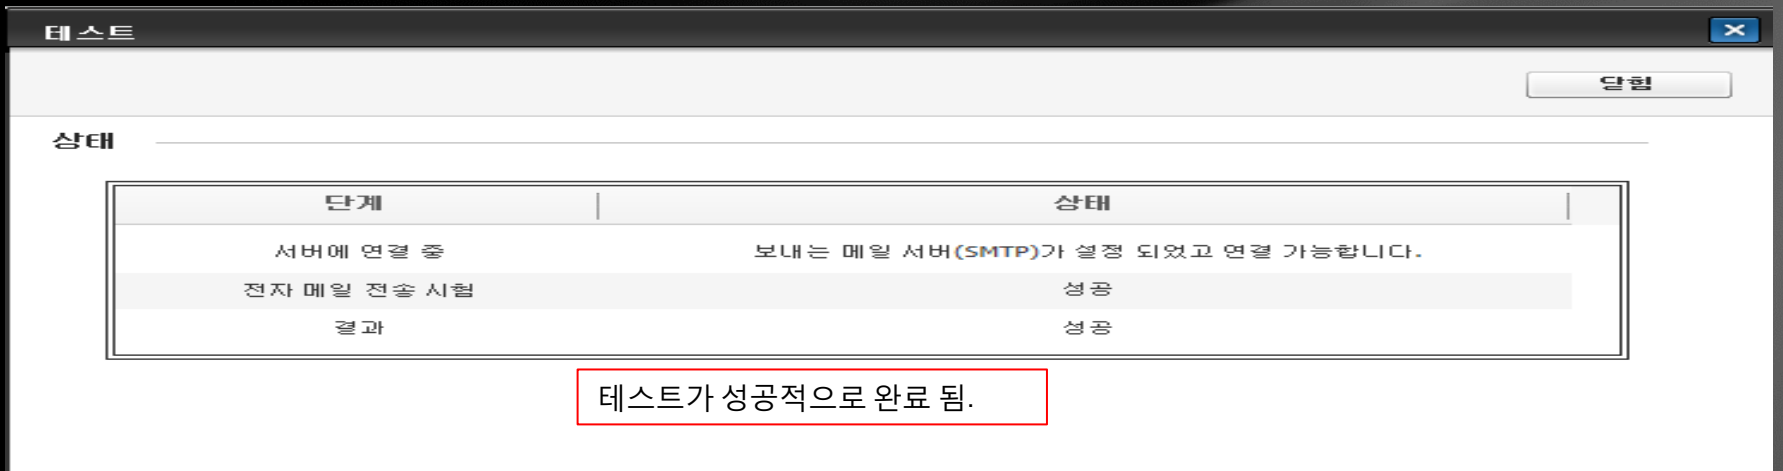 테스트
닫힘
상태
단계 상태
서버에 연결 중 보내는 메일 서버(SMTP)가 설정 되었고 연결 가능합니다.
전자 메일 전송 시험 성공
결과 성공
테스트가 성공적으로 완료 됨.